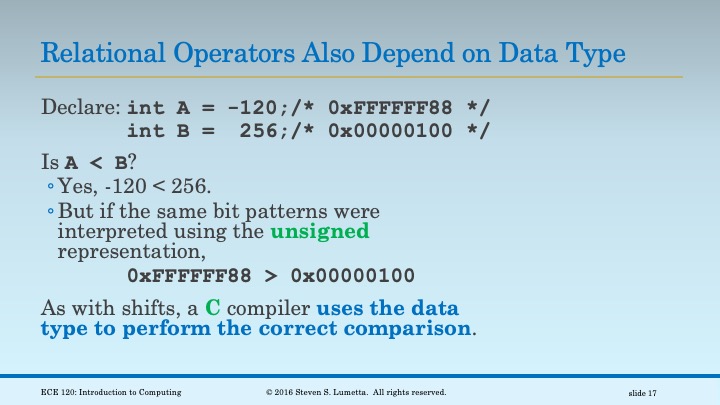 Relational Operators Also Depend on Data Type
Declare: int A = -120;/* 0xFFFFFF88 */
int B =  256;/* 0x00000100 */
Is A < B?
◦Yes, -120 < 256.
◦But if the same bit patterns were
interpreted using the unsigned
representation,
0xFFFFFF88 > 0x00000100
As with shifts, a C compiler uses the data
type to perform the correct comparison.
ECE 120: Introduction to Computing
© 2016 Steven S. Lumetta.  All rights reserved.
slide 17